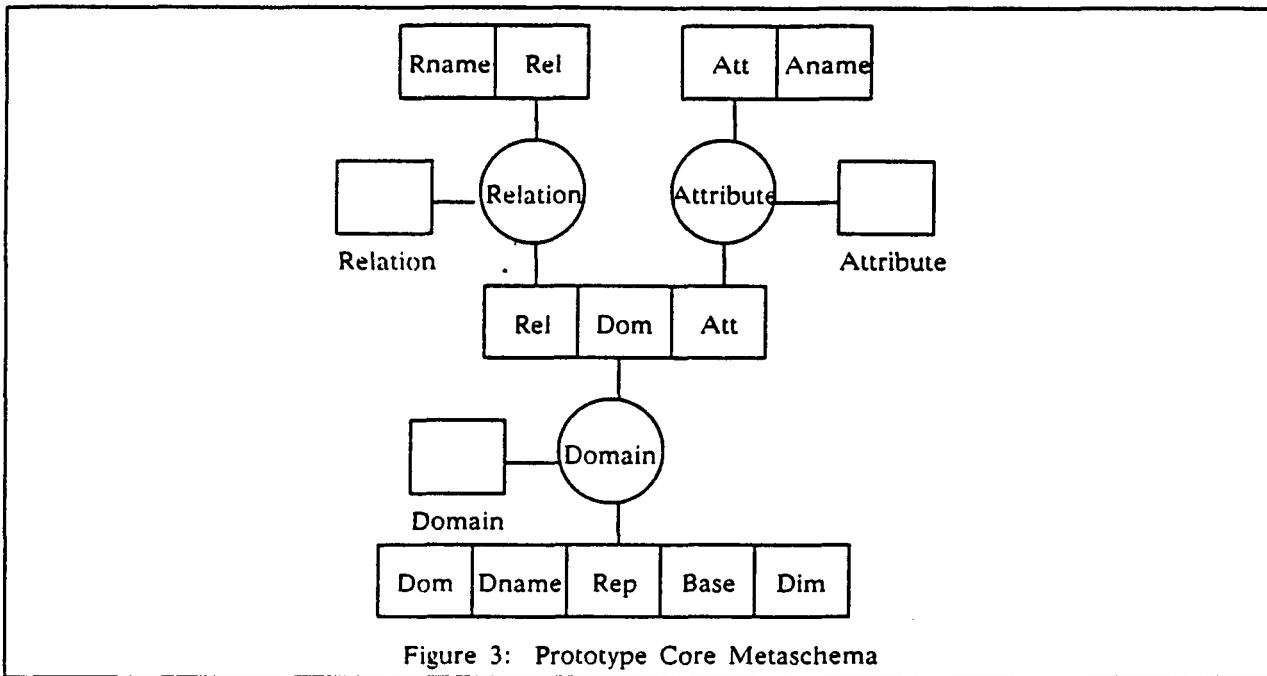 Rname Rel Att Aname
Relation Attribute
Relation Attribute
Rel Dom Att
Domain
Domain
Dom Dname Rep Base Dim
Figure 3: Prototype Core Metaschema